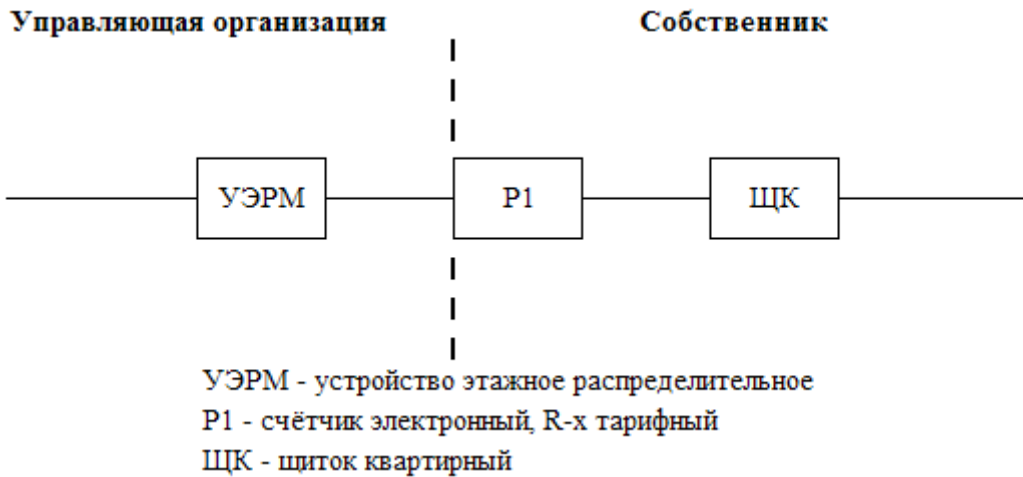 Управляющая организация
Собственник
УЭРМ
Р1
ЩК
УЭРМ - устройство этажное распределительное
Р1 - счётчик электронный, R-х тарифный
ЩК - щиток квартирный